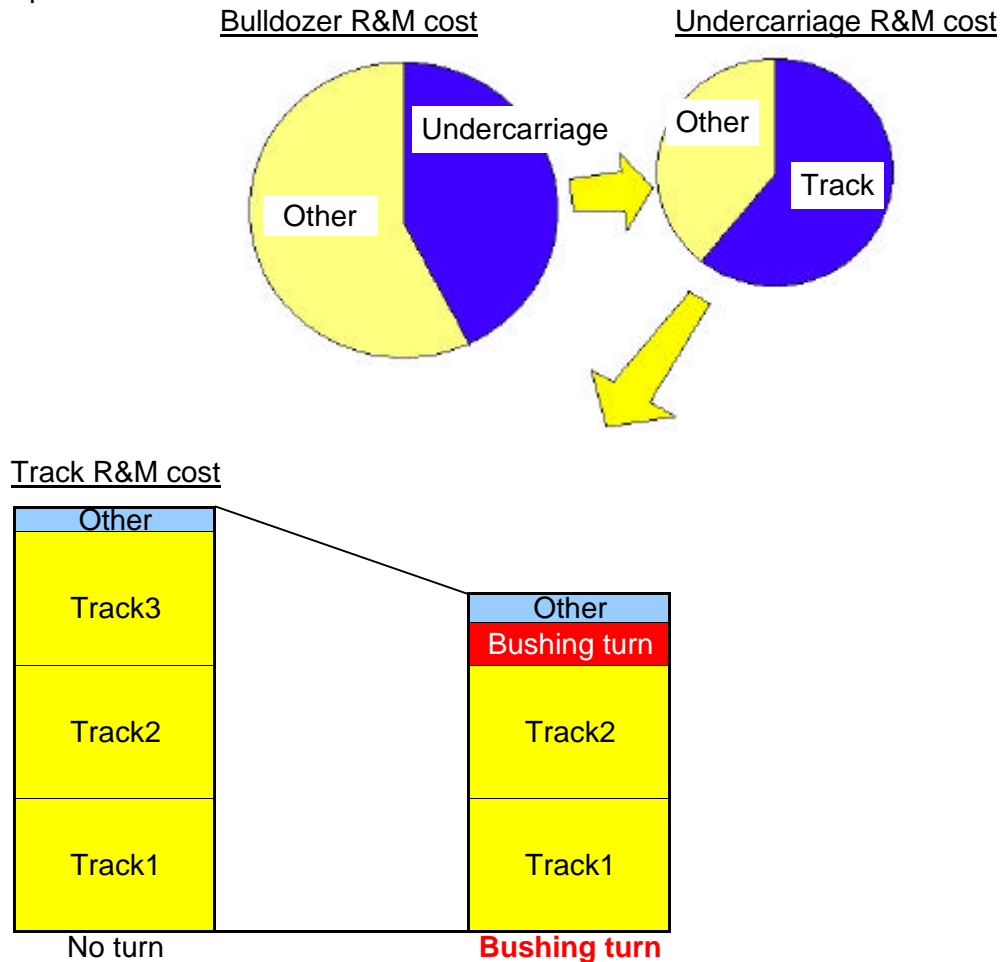 Bulldozer R&M cost
Undercarriage R&M cost
Undercarriage
Other
Other
Track
Track R&M cost
Other
Track3
Track2
Track1
No turn
Other
Bushing turn
Track2
Track1
Bushing turn